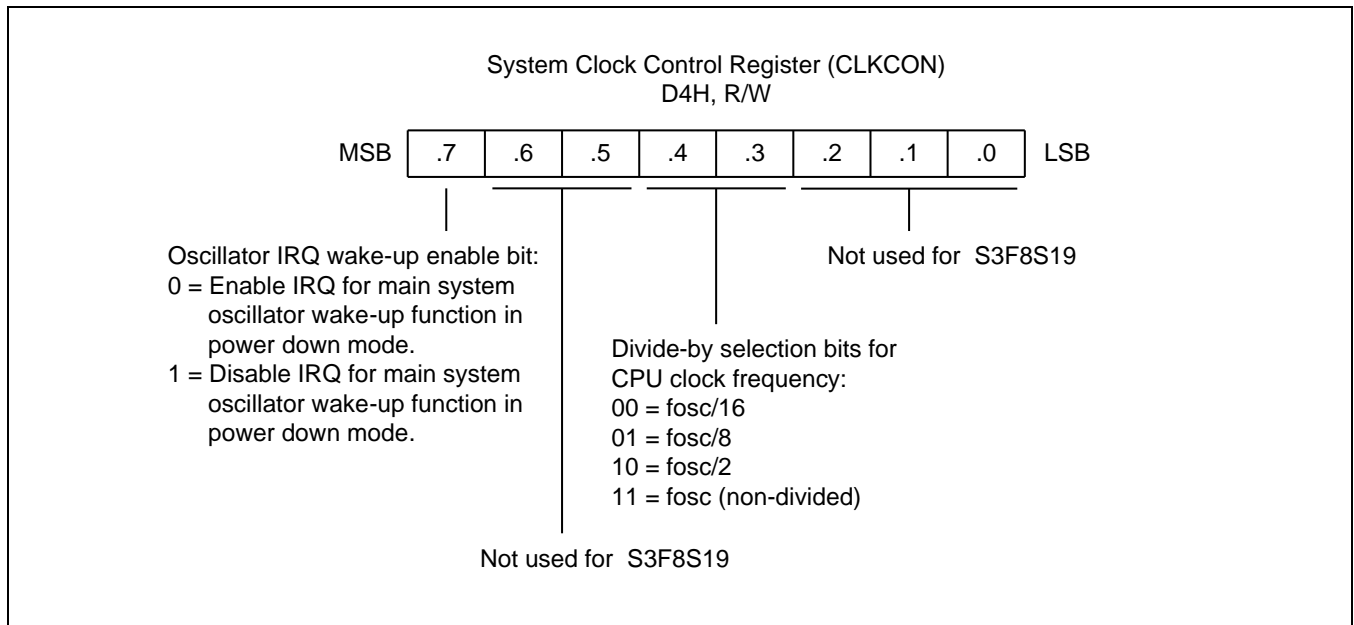 System Clock Control Register (CLKCON)
D4H, R/W
MSB .7 .6 .5 .4 .3 .2 .1 .0 LSB
Oscillator IRQ wake-up enable bit:
0 = Enable IRQ for main system
oscillator wake-up function in
power down mode.
1 = Disable IRQ for main system
oscillator wake-up function in
power down mode.
Not used for S3F8S19
Divide-by selection bits for
CPU clock frequency:
00 = fosc/16
01 = fosc/8
10 = fosc/2
11 = fosc (non-divided)
Not used for S3F8S19